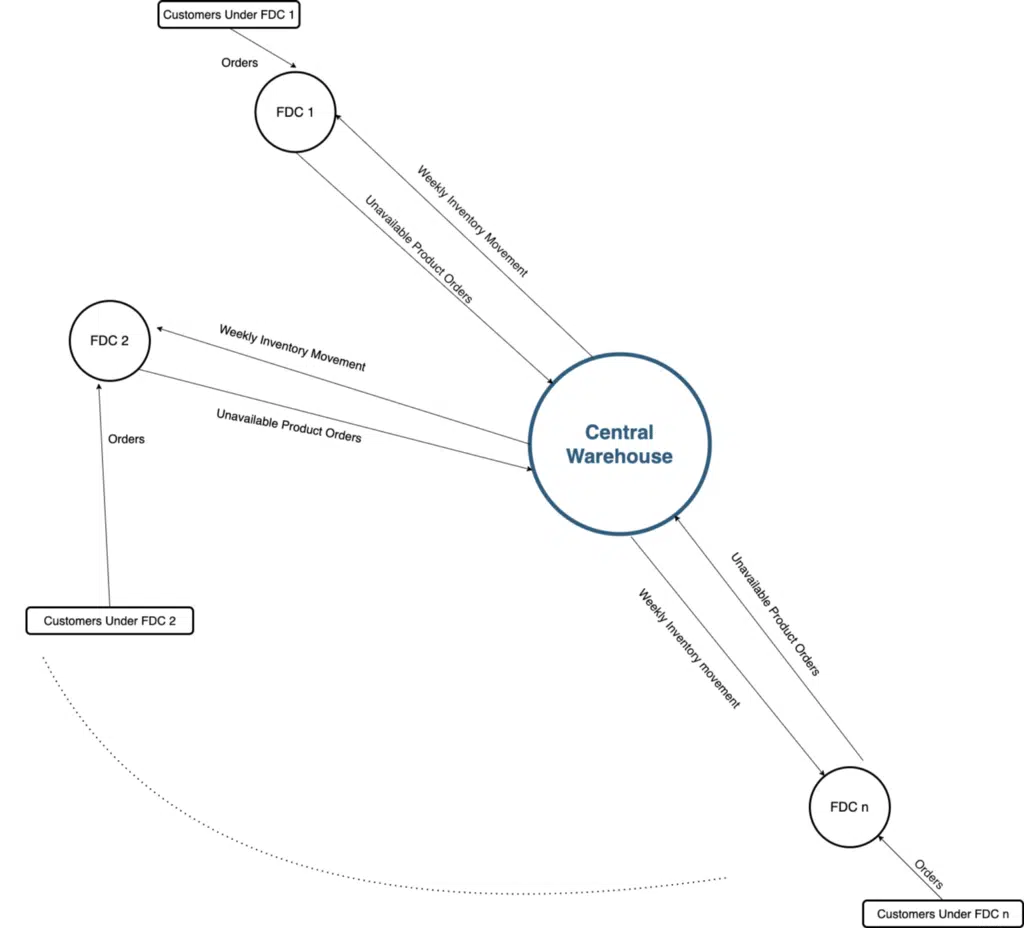 Customers Under FDC 1
Orders
FDC 1
Weekly Inventory Movement
Unavailable Product Orders
FDC 2
Weekly Inventory Movement
Unavailable Product Orders
Orders
Central
Warehouse
Customers Under FDC 2
Unavailable Product Orders
Weekly Inventory movement
FDC n
Orders
Customers Under FDC n